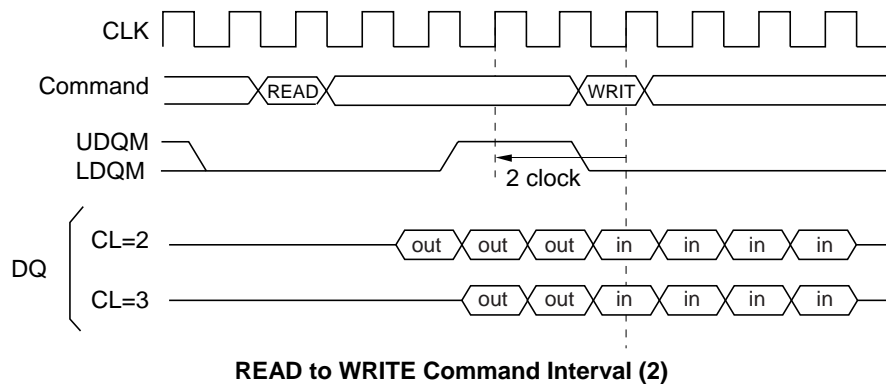 CLK
Command READ WRIT
UDQM
LDQM
2 clock
DQ
CL=2 out out out in in in in
CL=3 out out in in in in
READ to WRITE Command Interval (2)